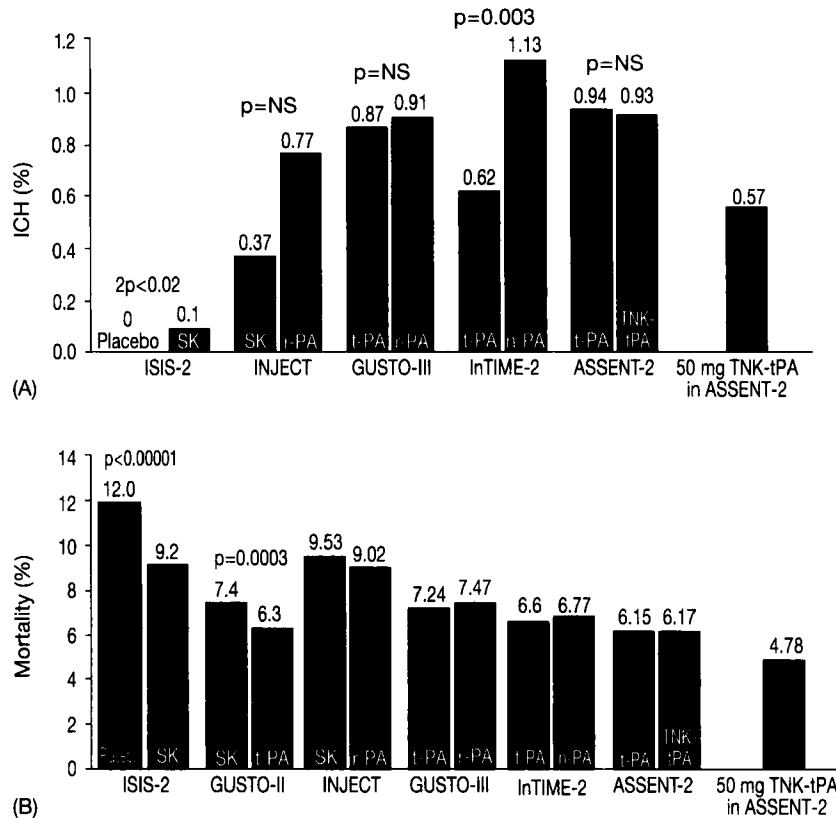 p=0.003
1.2
1.13
p=NS
p=NS
1.0
0.87
0.91
0.94
0.93
p=NS
0.77
0.8
ICH (%)
0.62
0.6
0.57
0.37
0.4
2p<0.02
0.2
0
0.1
Placebo
SK
SK
r-PA
t-PA
r-PA
t-PA
n-PA
t-PA
TNK-
tPA
0.0
ISIS-2
INJECT
GUSTO-III
InTIME-2
ASSENT-2
50 mg TNK-tPA
in ASSENT-2
(A)
14
p<0.00001
12.0
12
10
9.2
p=0.0003
9.53
9.02
8
7.4
6.3
7.24
7.47
6.6
6.77
6.15
6.17
Mortality (%)
6
4.78
4
2
SK
SK
t-PA
SK
r-PA
t-PA
r-PA
t-PA
n-PA
t-PA
TNK-
tPA
0
ISIS-2
GUSTO-II
INJECT
GUSTO-III
InTIME-2
ASSENT-2
50 mg TNK-tPA
in ASSENT-2
(B)